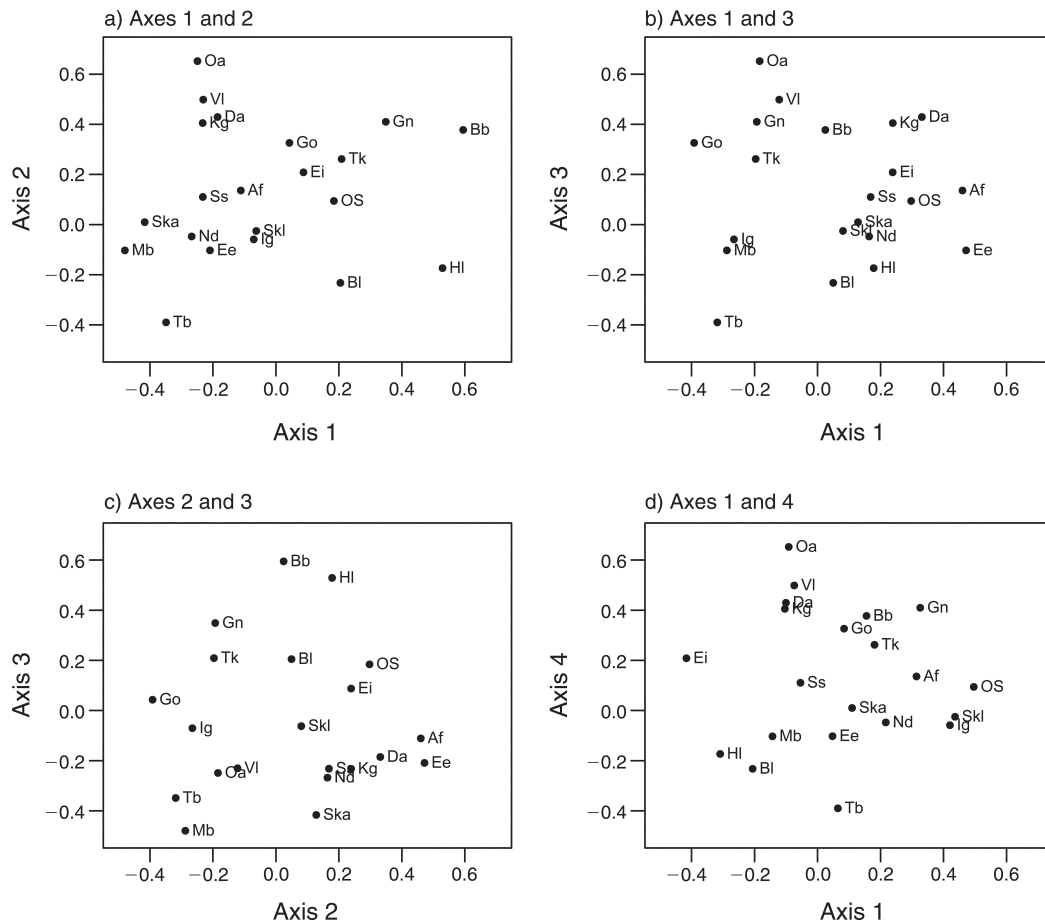 a) Axes 1 and 2
Axis 2
0.6
0.4
0.2
0.0
−0.2
−0.4
Oa
Vl
Da
Kg
Gn
Bb
Go
Tk
Ei
Af
Ss
OS
Ska
Skl
Nd
Ig
Mb
Ee
Hl
Bl
Tb
−0.4 −0.2 0.0 0.2 0.4 0.6
Axis 1
b) Axes 1 and 3
Axis 3
0.6
0.4
0.2
0.0
−0.2
−0.4
Oa
Vl
Da
Gn
Kg
Bb
Go
Tk
Ei
Af
Ss
OS
Ska
Skl
Nd
Ig
Mb
Ee
Hl
Bl
Tb
−0.4 −0.2 0.0 0.2 0.4 0.6
Axis 1
c) Axes 2 and 3
Axis 3
0.6
0.4
0.2
0.0
−0.2
−0.4
Bb
Hl
Gn
Tk
Bl
OS
Ei
Go
Skl
Ig
Af
Da
Ee
Vl
Oa
Ss
Kg
Nd
Tb
Ska
Mb
−0.4 −0.2 0.0 0.2 0.4 0.6
Axis 2
d) Axes 1 and 4
Axis 4
0.6
0.4
0.2
0.0
−0.2
−0.4
Oa
Vl
Da
Kg
Gn
Bb
Go
Tk
Ei
Af
Ss
OS
Ska
Skl
Nd
Ig
Mb
Ee
Hl
Bl
Tb
−0.4 −0.2 0.0 0.2 0.4 0.6
Axis 1